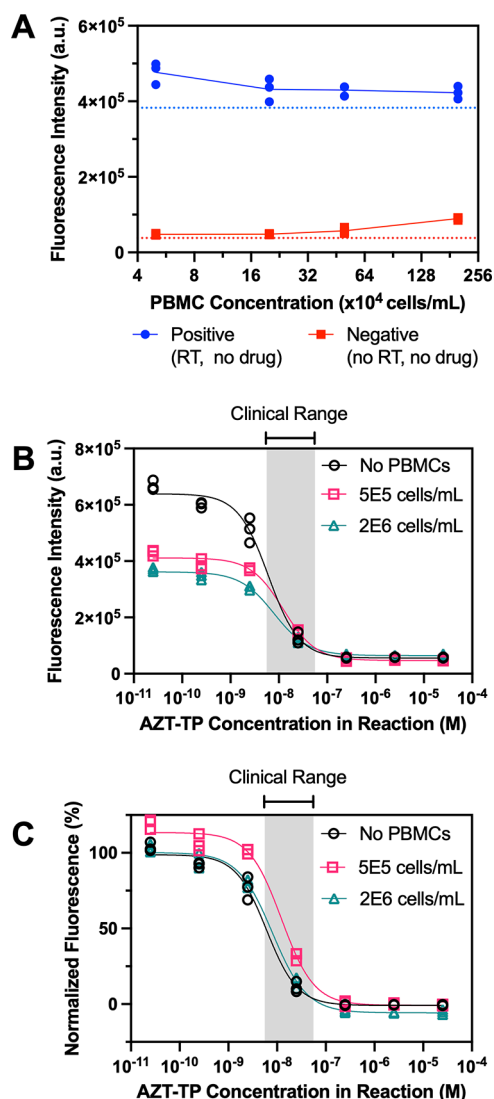 A
Fluorescence Intensity (a.u.)
6×10⁵
4×10⁵
2×10⁵
0
4 8 16 32 64 128 256
PBMC Concentration (x10⁴ cells/mL)
Positive
(RT, no drug)
Negative
(no RT, no drug)
Clinical Range
B
Fluorescence Intensity (a.u.)
8×10⁵
6×10⁵
4×10⁵
2×10⁵
0
No PBMCs
5E5 cells/mL
2E6 cells/mL
10⁻¹¹ 10⁻¹⁰ 10⁻⁹ 10⁻⁸ 10⁻⁷ 10⁻⁶ 10⁻⁵ 10⁻⁴
AZT-TP Concentration in Reaction (M)
Clinical Range
C
Normalized Fluorescence (%)
100
50
0
No PBMCs
5E5 cells/mL
2E6 cells/mL
10⁻¹¹ 10⁻¹⁰ 10⁻⁹ 10⁻⁸ 10⁻⁷ 10⁻⁶ 10⁻⁵ 10⁻⁴
AZT-TP Concentration in Reaction (M)